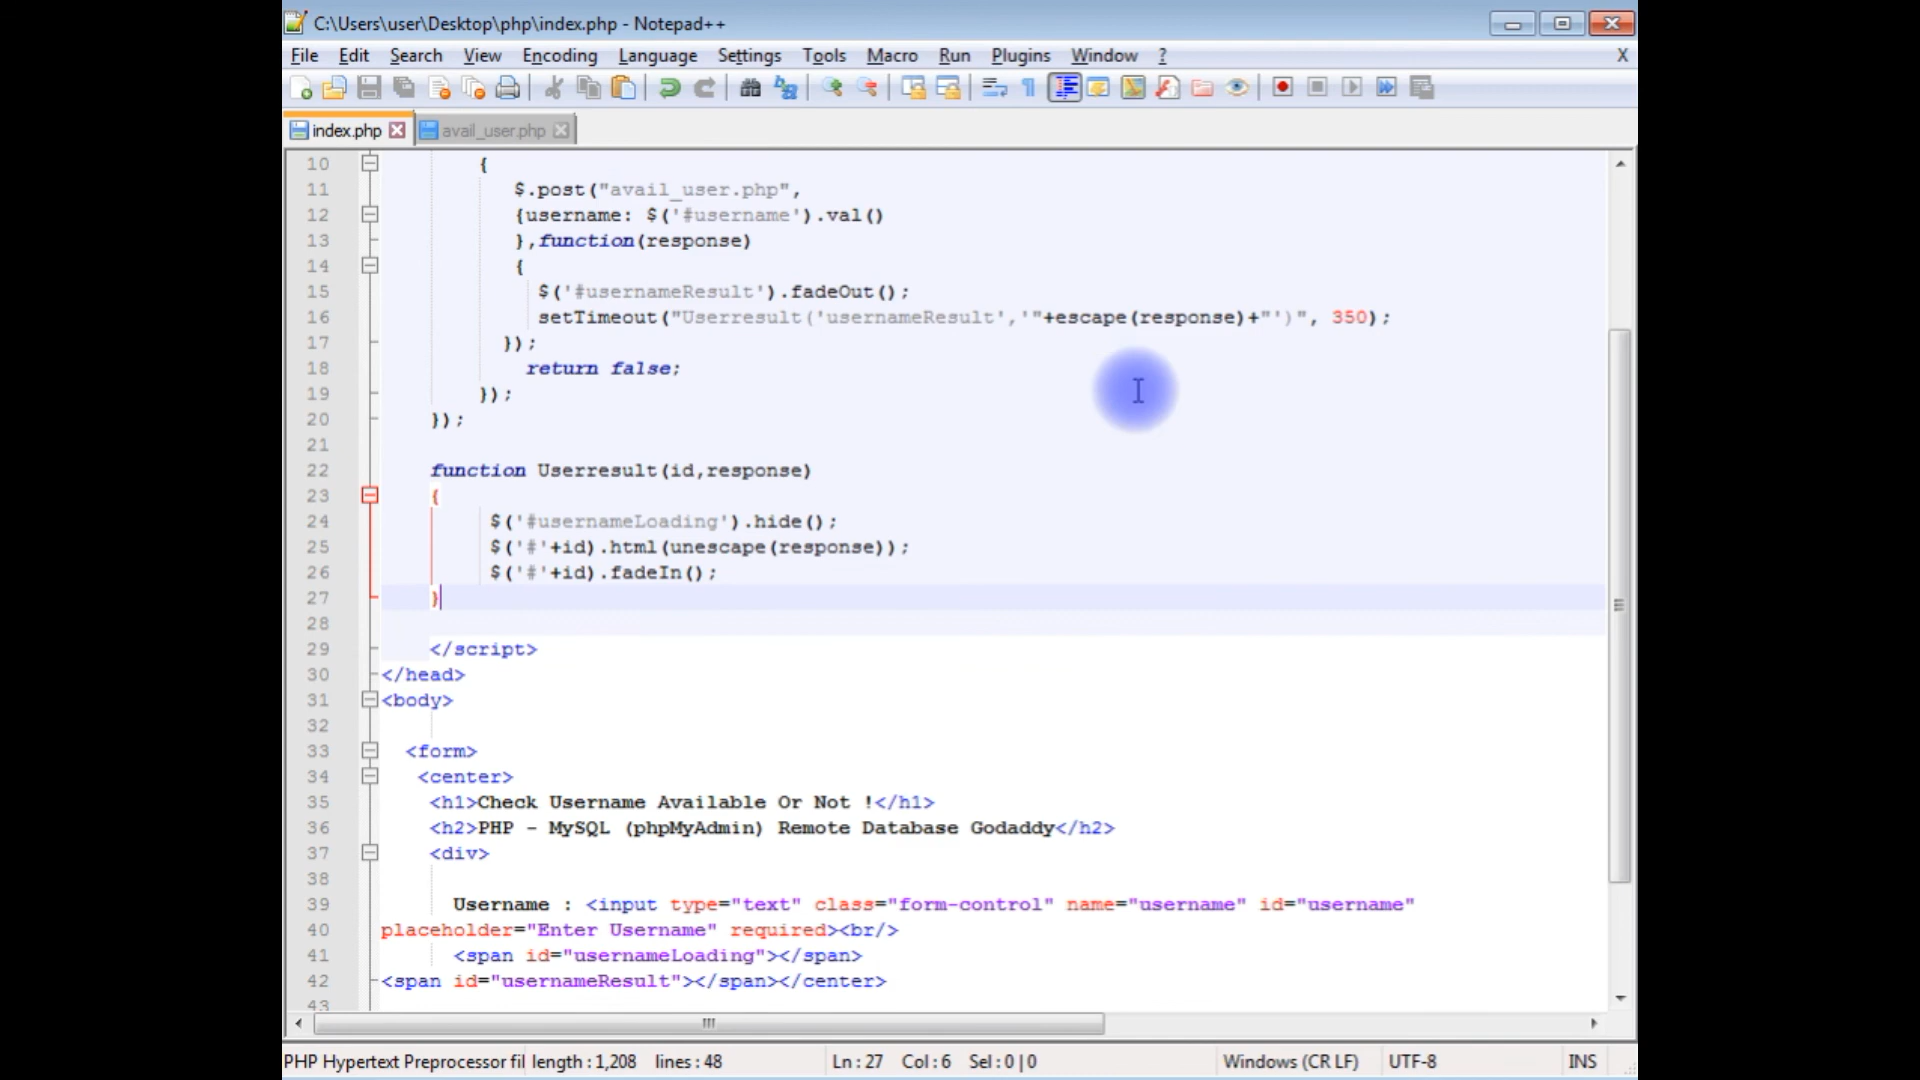 C:\Users\user\Desktop\php\index.php - Notepad++
File Edit Search View Encoding Language Settings Tools Macro Run Plugins Window ? X
index.php avail_user.php
10 {
11 $.post("avail_user.php",
12 {username: $('#username').val()
13 },function(response)
14 {
15 $('#usernameResult').fadeOut();
16 setTimeout("Userresult('usernameResult','"+escape(response)+"')", 350);
17 });
18 return false;
19 });
20 });
21
22 function Userresult(id,response)
23 {
24 $('#usernameLoading').hide();
25 $('#'+id).html(unescape(response));
26 $('#'+id).fadeIn();
27 }
28
29 </script>
30 </head>
31 <body>
32
33 <form>
34 <center>
35 <h1>Check Username Available Or Not !</h1>
36 <h2>PHP - MySQL (phpMyAdmin) Remote Database Godaddy</h2>
37 <div>
38
39 Username : <input type="text" class="form-control" name="username" id="username"
40 placeholder="Enter Username" required><br/>
41 <span id="usernameLoading"></span>
42 <span id="usernameResult"></span></center>
43
PHP Hypertext Preprocessor fil length : 1,208 lines : 48 Ln : 27 Col : 6 Sel : 0 | 0 Windows (CR LF) UTF-8 INS